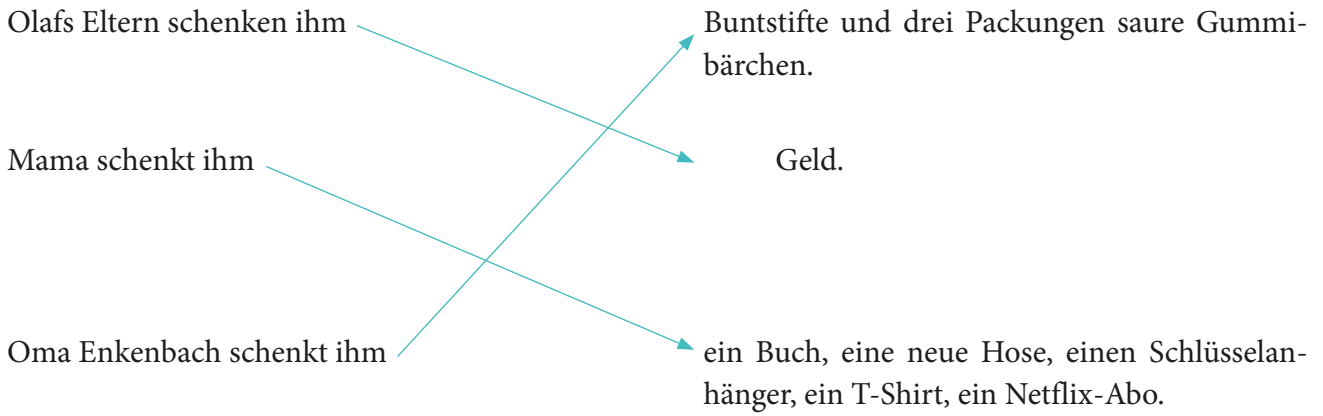 Olafs Eltern schenken ihm
Buntstifte und drei Packungen saure Gummi-
bärchen.
Mama schenkt ihm
Geld.
Oma Enkenbach schenkt ihm
ein Buch, eine neue Hose, einen Schlüsselan-
hänger, ein T-Shirt, ein Netflix-Abo.